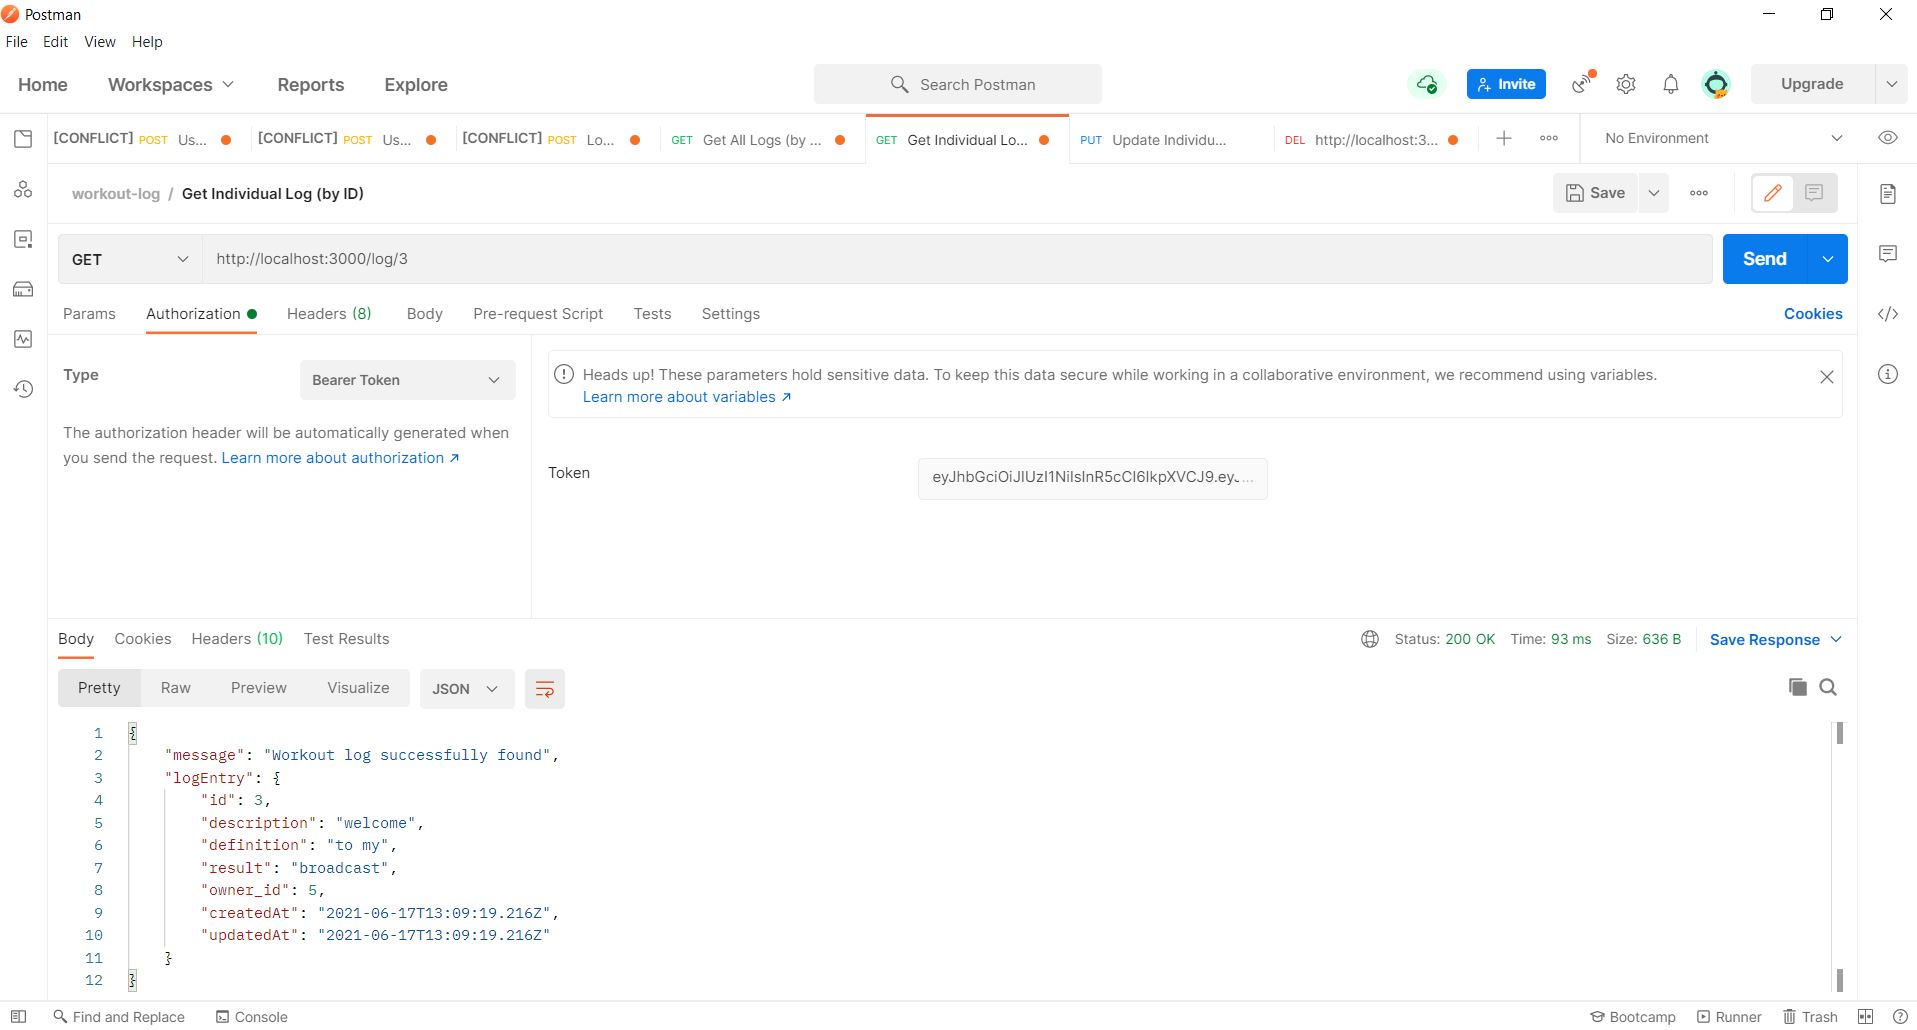 Postman
File Edit View Help
Home Workspaces Reports Explore Search Postman Invite Upgrade
[CONFLICT] POST Us... [CONFLICT] POST Us... [CONFLICT] POST Lo... GET Get All Logs (by ... GET Get Individual Lo... PUT Update Individu... DEL http://localhost:3... No Environment
workout-log / Get Individual Log (by ID) Save
GET http://localhost:3000/log/3 Send
Params Authorization Headers (8) Body Pre-request Script Tests Settings Cookies
Type Bearer Token
Heads up! These parameters hold sensitive data. To keep this data secure while working in a collaborative environment, we recommend using variables.
Learn more about variables ↗
The authorization header will be automatically generated when
you send the request. Learn more about authorization ↗
Token eyJhbGciOiJIUzI1NiIsInR5cCI6IkpXVCJ9.eyJ...
Body Cookies Headers (10) Test Results Status: 200 OK Time: 93 ms Size: 636 B Save Response
Pretty Raw Preview Visualize JSON
1 {
2 "message": "Workout log successfully found",
3 "logEntry": {
4 "id": 3,
5 "description": "welcome",
6 "definition": "to my",
7 "result": "broadcast",
8 "owner_id": 5,
9 "createdAt": "2021-06-17T13:09:19.216Z",
10 "updatedAt": "2021-06-17T13:09:19.216Z"
11 }
12 }
Find and Replace Console Bootcamp Runner Trash